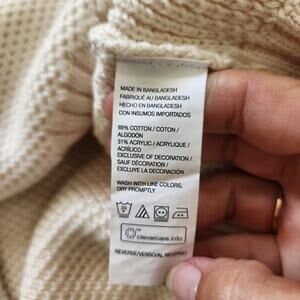 MADE IN BANGLADESH
FABRIQUÉ AU BANGLADESH
HECHO EN BANGLADESH
CON INSUMOS IMPORTADOS
69% COTTON / COTON /
ALGODÓN
31% ACRYLIC / ACRYLIQUE /
ACRÍLICO
EXCLUSIVE OF DECORATION /
SAUF DÉCORATION /
EXCLUYE LA DECORACIÓN
WASH WITH LIKE COLORS,
DRY PROMPTLY
clevercare.info
REVERSE/VERSO/AL REVERSO